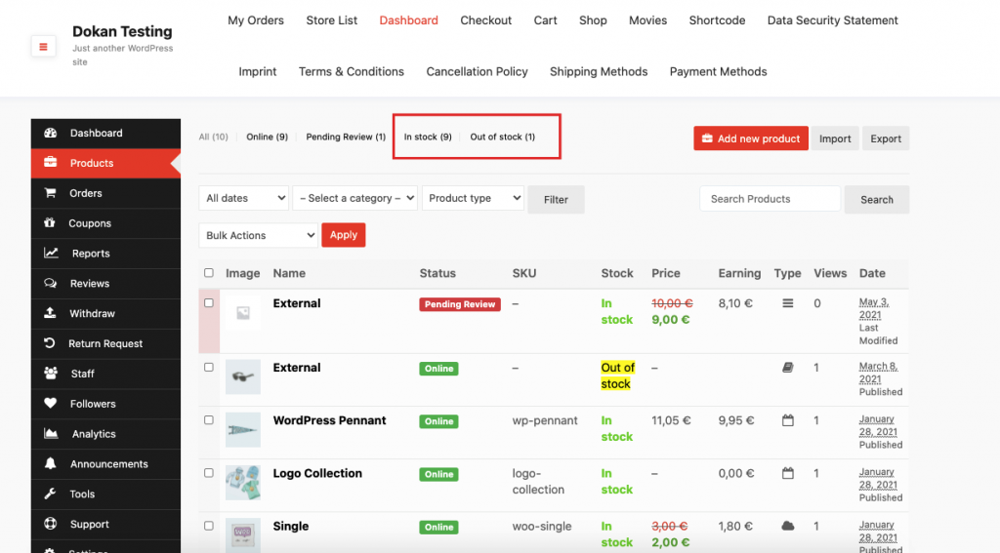 My Orders Store List Dashboard Checkout Cart Shop Movies Shortcode Data Security Statement
Dokan Testing
Just another WordPress
site
Imprint Terms & Conditions Cancellation Policy Shipping Methods Payment Methods
Dashboard
Products
Orders
Coupons
Reports
Reviews
Withdraw
Return Request
Staff
Followers
Analytics
Announcements
Tools
Support
Settings
All (10) Online (9) Pending Review (1) In stock (9) Out of stock (1)
Add new product Import Export
All dates – Select a category – Product type Filter Search Products Search
Bulk Actions Apply
Image Name Status SKU Stock Price Earning Type Views Date
External Pending Review – In 10,00 € 8,10 € 0 May 3,
stock 9,00 € 2021
Last
Modified
External Online – Out of – 1 March 8,
stock 2021
Published
WordPress Pennant Online wp-pennant In 11,05 € 9,95 € 1 January
stock 28, 2021
Published
Logo Collection Online logo- In – 0,00 € 1 January
collection stock 28, 2021
Published
Single Online woo-single In 3,00 € 1,80 € 1 January
stock 2,00 € 28, 2021
Published